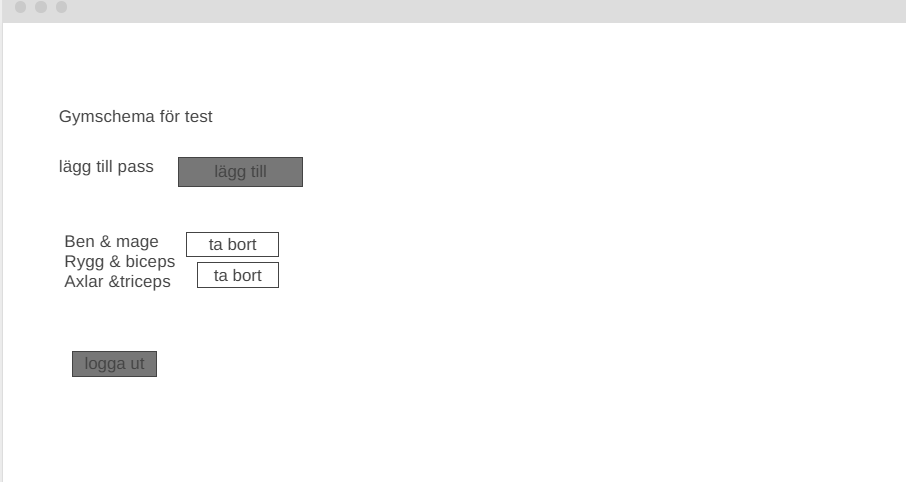 Gymschema för test
lägg till pass lägg till
Ben & mage ta bort
Rygg & biceps
Axlar &triceps ta bort
logga ut